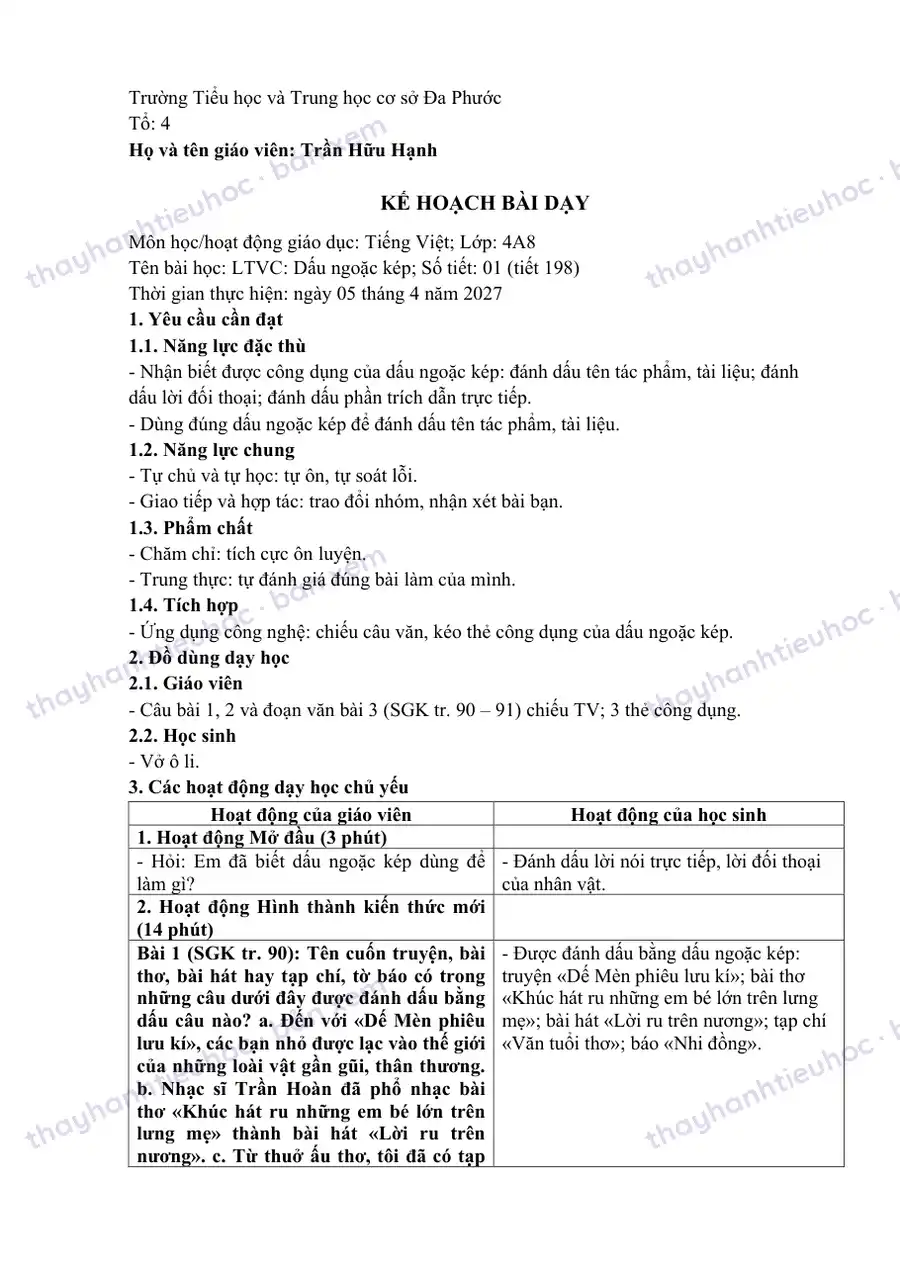 Trường Tiểu học và Trung học cơ sở Đa Phước
Tổ: 4
Họ và tên giáo viên: Trần Hữu Hạnh
KẾ HOẠCH BÀI DẠY
Môn học/hoạt động giáo dục: Tiếng Việt; Lớp: 4A8
Tên bài học: LTVC: Dấu ngoặc kép; Số tiết: 01 (tiết 198)
Thời gian thực hiện: ngày 05 tháng 4 năm 2027
1. Yêu cầu cần đạt
1.1. Năng lực đặc thù
- Nhận biết được công dụng của dấu ngoặc kép: đánh dấu tên tác phẩm, tài liệu; đánh
dấu lời đối thoại; đánh dấu phần trích dẫn trực tiếp.
- Dùng đúng dấu ngoặc kép để đánh dấu tên tác phẩm, tài liệu.
1.2. Năng lực chung
- Tự chủ và tự học: tự ôn, tự soát lỗi.
- Giao tiếp và hợp tác: trao đổi nhóm, nhận xét bài bạn.
1.3. Phẩm chất
- Chăm chỉ: tích cực ôn luyện.
- Trung thực: tự đánh giá đúng bài làm của mình.
1.4. Tích hợp
- Ứng dụng công nghệ: chiếu câu văn, kéo thẻ công dụng của dấu ngoặc kép.
2. Đồ dùng dạy học
2.1. Giáo viên
- Câu bài 1, 2 và đoạn văn bài 3 (SGK tr. 90 – 91) chiếu TV; 3 thẻ công dụng.
2.2. Học sinh
- Vở ô li.
3. Các hoạt động dạy học chủ yếu
Hoạt động của giáo viên
Hoạt động của học sinh
1. Hoạt động Mở đầu (3 phút)
- Hỏi: Em đã biết dấu ngoặc kép dùng để
làm gì?
- Đánh dấu lời nói trực tiếp, lời đối thoại
của nhân vật.
2. Hoạt động Hình thành kiến thức mới
(14 phút)
Bài 1 (SGK tr. 90): Tên cuốn truyện, bài
thơ, bài hát hay tạp chí, tờ báo có trong
những câu dưới đây được đánh dấu bằng
dấu câu nào? a. Đến với «Dế Mèn phiêu
lưu kí», các bạn nhỏ được lạc vào thế giới
của những loài vật gần gũi, thân thương.
b. Nhạc sĩ Trần Hoàn đã phổ nhạc bài
thơ «Khúc hát ru những em bé lớn trên
lưng mẹ» thành bài hát «Lời ru trên
nương». c. Từ thuở ấu thơ, tôi đã có tạp
- Được đánh dấu bằng dấu ngoặc kép:
truyện «Dế Mèn phiêu lưu kí»; bài thơ
«Khúc hát ru những em bé lớn trên lưng
mẹ»; bài hát «Lời ru trên nương»; tạp chí
«Văn tuổi thơ»; báo «Nhi đồng».
thayhanhtieuhoc · bản xem
thayhanhtieuhoc · b
thayhanhtieuhoc · bản xem
thayhanhtieuhoc · b
thayhanhtieuhoc · bản xem
thayhanhtieuhoc · b